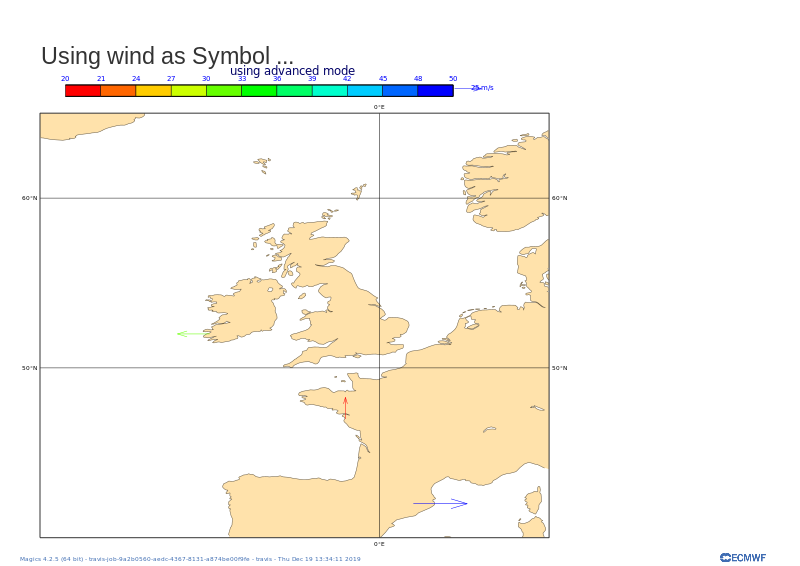 Using wind as Symbol ...
using advanced mode
20 21 24 27 30 33 36 39 42 45 48 50
25 m/s
0°E
60°N 60°N
50°N 50°N
0°E
Magics 4.2.5 (64 bit) - travis-job-9a2b0560-aedc-4367-8131-a874be00f9fe - travis - Thu Dec 19 13:34:11 2019
ECMWF